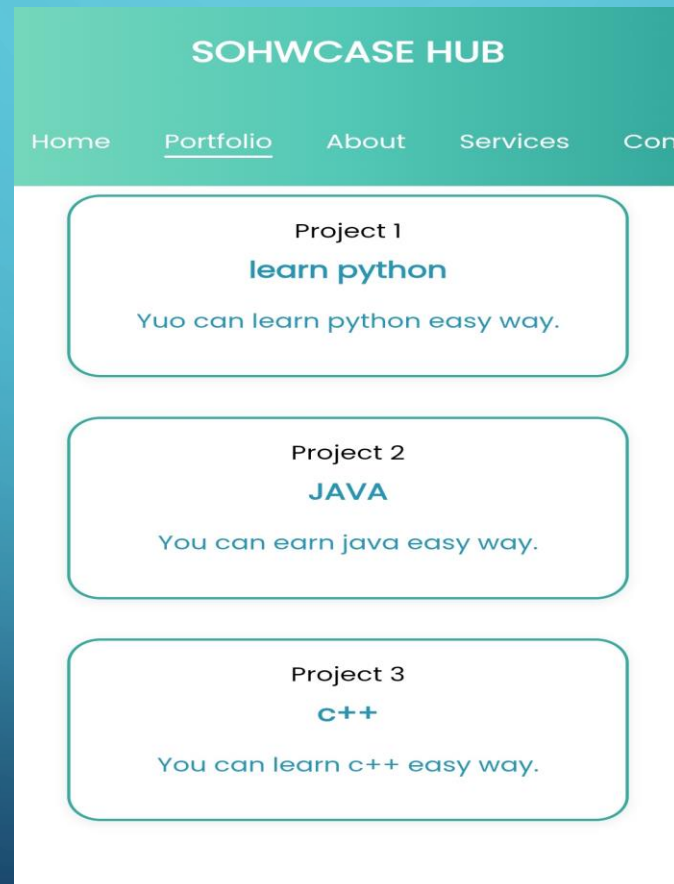 SOHWCASE HUB
Home Portfolio About Services Con
Project 1
learn python
Yuo can learn python easy way.
Project 2
JAVA
You can earn java easy way.
Project 3
c++
You can learn c++ easy way.